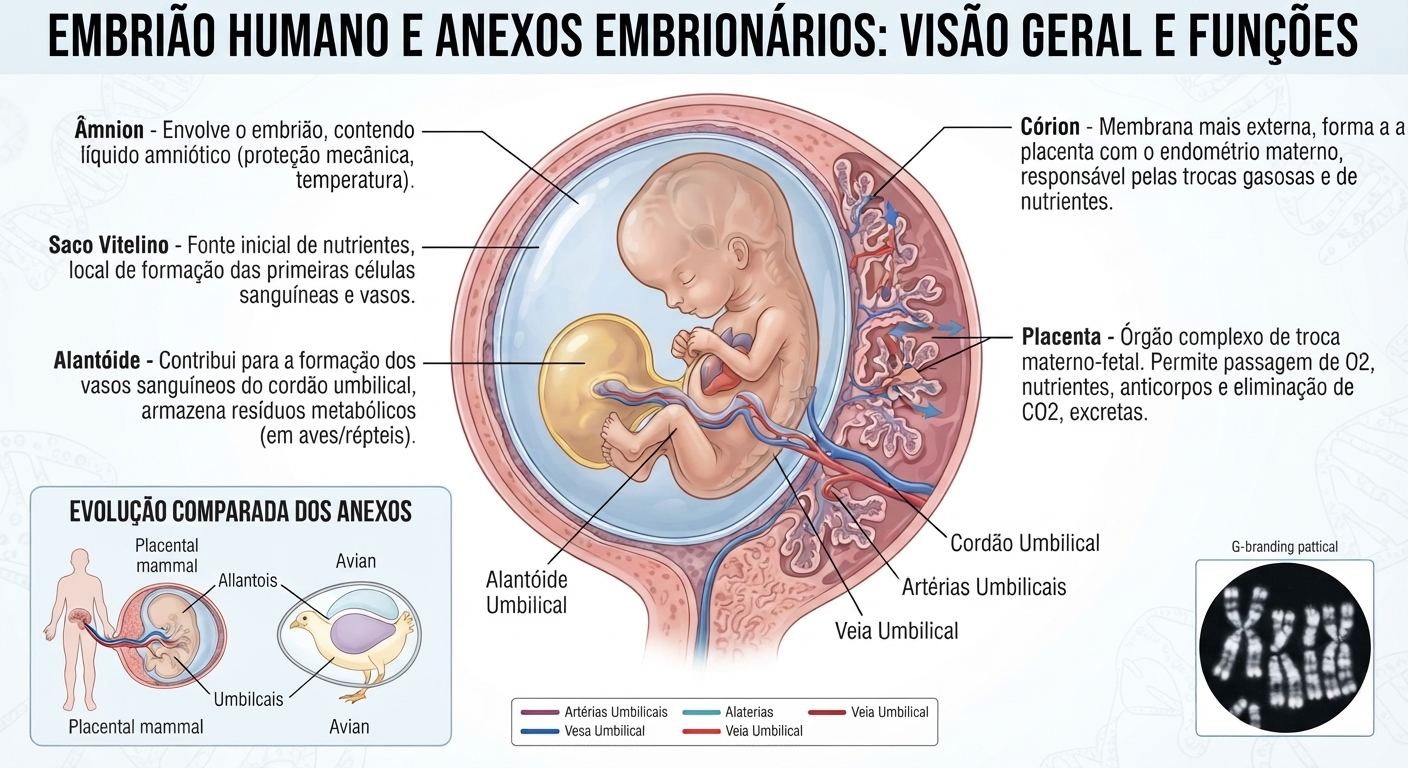 EMBRIÃO HUMANO E ANEXOS EMBRIONÁRIOS: VISÃO GERAL E FUNÇÕES
Âmnion - Envolve o embrião, contendo
líquido amniótico (proteção mecânica,
temperatura).
Saco Vitelino - Fonte inicial de nutrientes,
local de formação das primeiras células
sanguíneas e vasos.
Alantóide - Contribui para a formação dos
vasos sanguíneos do cordão umbilical,
armazena resíduos metabólicos
(em aves/répteis).
Córion - Membrana mais externa, forma a a
placenta com o endométrio materno,
responsável pelas trocas gasosas e de
nutrientes.
Placenta - Órgão complexo de troca
materno-fetal. Permite passagem de O2,
nutrientes, anticorpos e eliminação de
CO2, excretas.
Alantóide
Umbilical
Cordão Umbilical
Artérias Umbilicais
Veia Umbilical
EVOLUÇÃO COMPARADA DOS ANEXOS
Placental
mammal
Allantois
Avian
Umbilcais
Placental mammal
Avian
Artérias Umbilicais
Alaterias
Veia Umbilical
Vesa Umbilical
Veia Umbilical
G-branding pattical